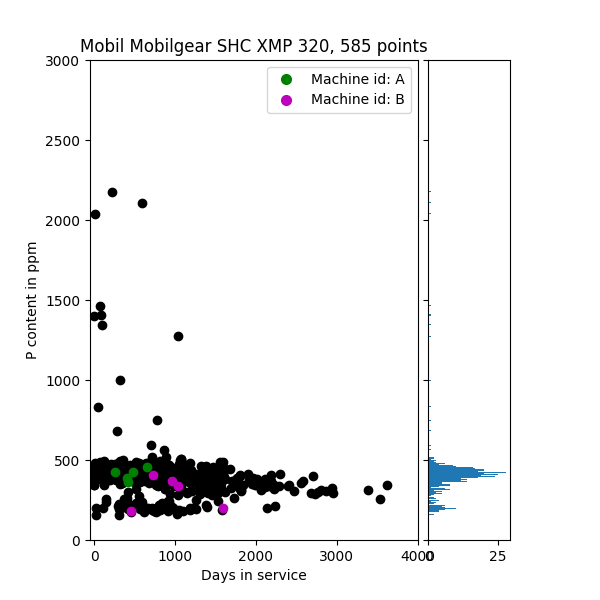 Mobil Mobilgear SHC XMP 320, 585 points
Machine id: A
Machine id: B
3000
2500
2000
1500
1000
500
0
P content in ppm
0 1000 2000 3000 4000
0 25
Days in service